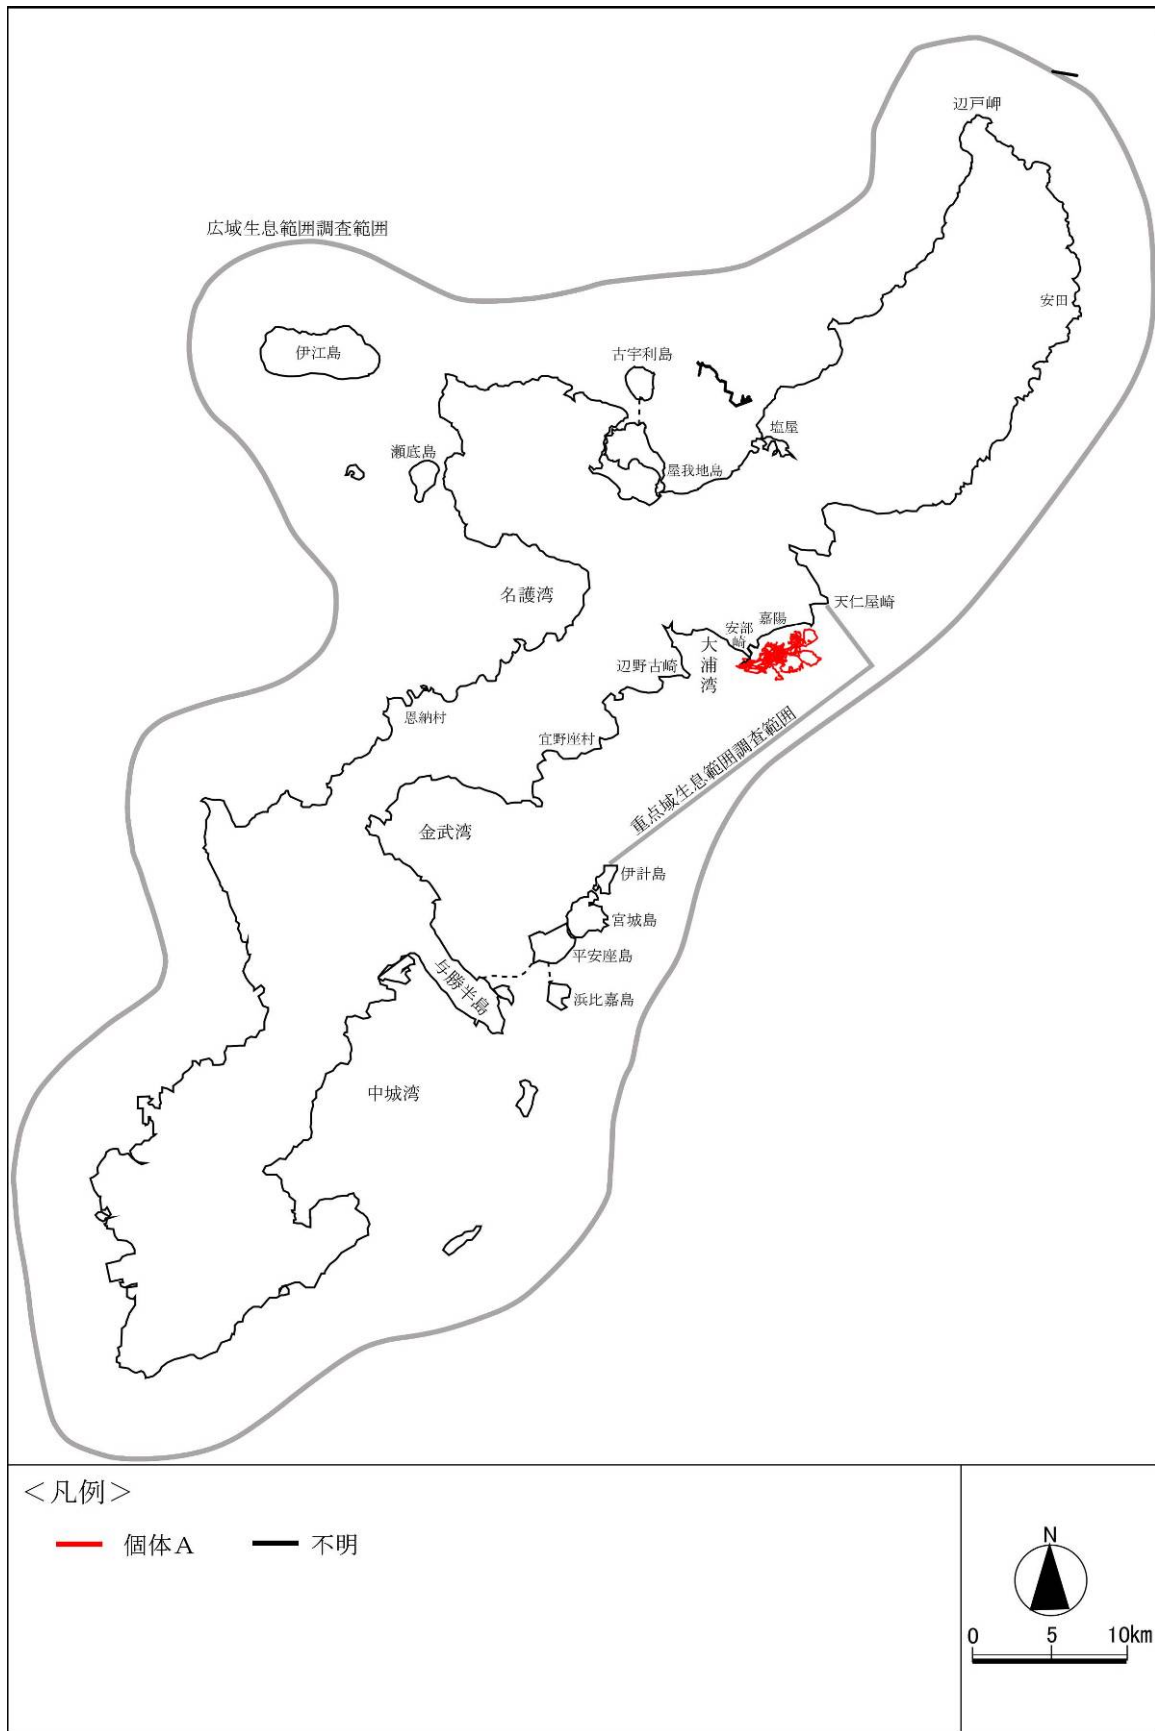 辺戸岬
広域生息範囲調査範囲
安田
伊江島
古宇利島
塩屋
瀬底島
屋我地島
名護湾
天仁屋崎
嘉陽
安部崎
大浦湾
辺野古崎
恩納村
宜野座村
重点域生息範囲調査範囲
金武湾
伊計島
宮城島
平安座島
与勝半島
浜比嘉島
中城湾
＜凡例＞
個体A 不明
N
0 5 10km